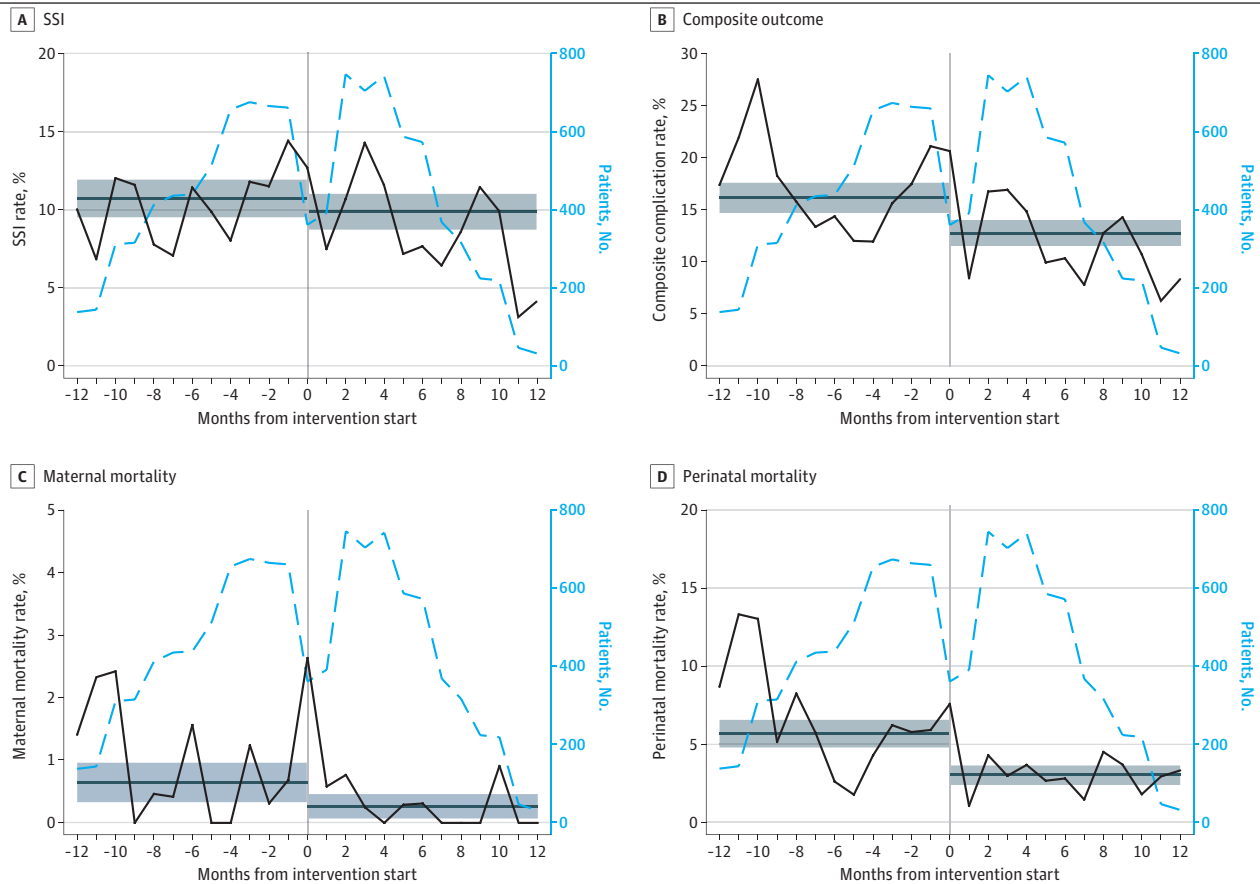 A SSI
20
15
10
5
0
SSI rate, %
800
600
400
200
0
Patients, No.
-12 -10 -8 -6 -4 -2 0 2 4 6 8 10 12
Months from intervention start
B Composite outcome
30
25
20
15
10
5
0
Composite complication rate, %
800
600
400
200
0
Patients, No.
-12 -10 -8 -6 -4 -2 0 2 4 6 8 10 12
Months from intervention start
C Maternal mortality
5
4
3
2
1
0
Maternal mortality rate, %
800
600
400
200
0
Patients, No.
-12 -10 -8 -6 -4 -2 0 2 4 6 8 10 12
Months from intervention start
D Perinatal mortality
20
15
10
5
0
Perinatal mortality rate, %
800
600
400
200
0
Patients, No.
-12 -10 -8 -6 -4 -2 0 2 4 6 8 10 12
Months from intervention start